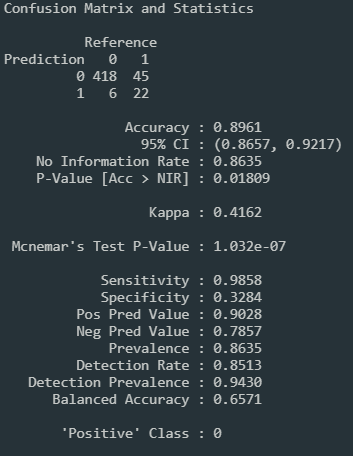 Confusion Matrix and Statistics
Reference
Prediction 0 1
0 418 45
1 6 22
Accuracy : 0.8961
95% CI : (0.8657, 0.9217)
No Information Rate : 0.8635
P-Value [Acc > NIR] : 0.01809
Kappa : 0.4162
Mcnemar's Test P-Value : 1.032e-07
Sensitivity : 0.9858
Specificity : 0.3284
Pos Pred Value : 0.9028
Neg Pred Value : 0.7857
Prevalence : 0.8635
Detection Rate : 0.8513
Detection Prevalence : 0.9430
Balanced Accuracy : 0.6571
'Positive' Class : 0